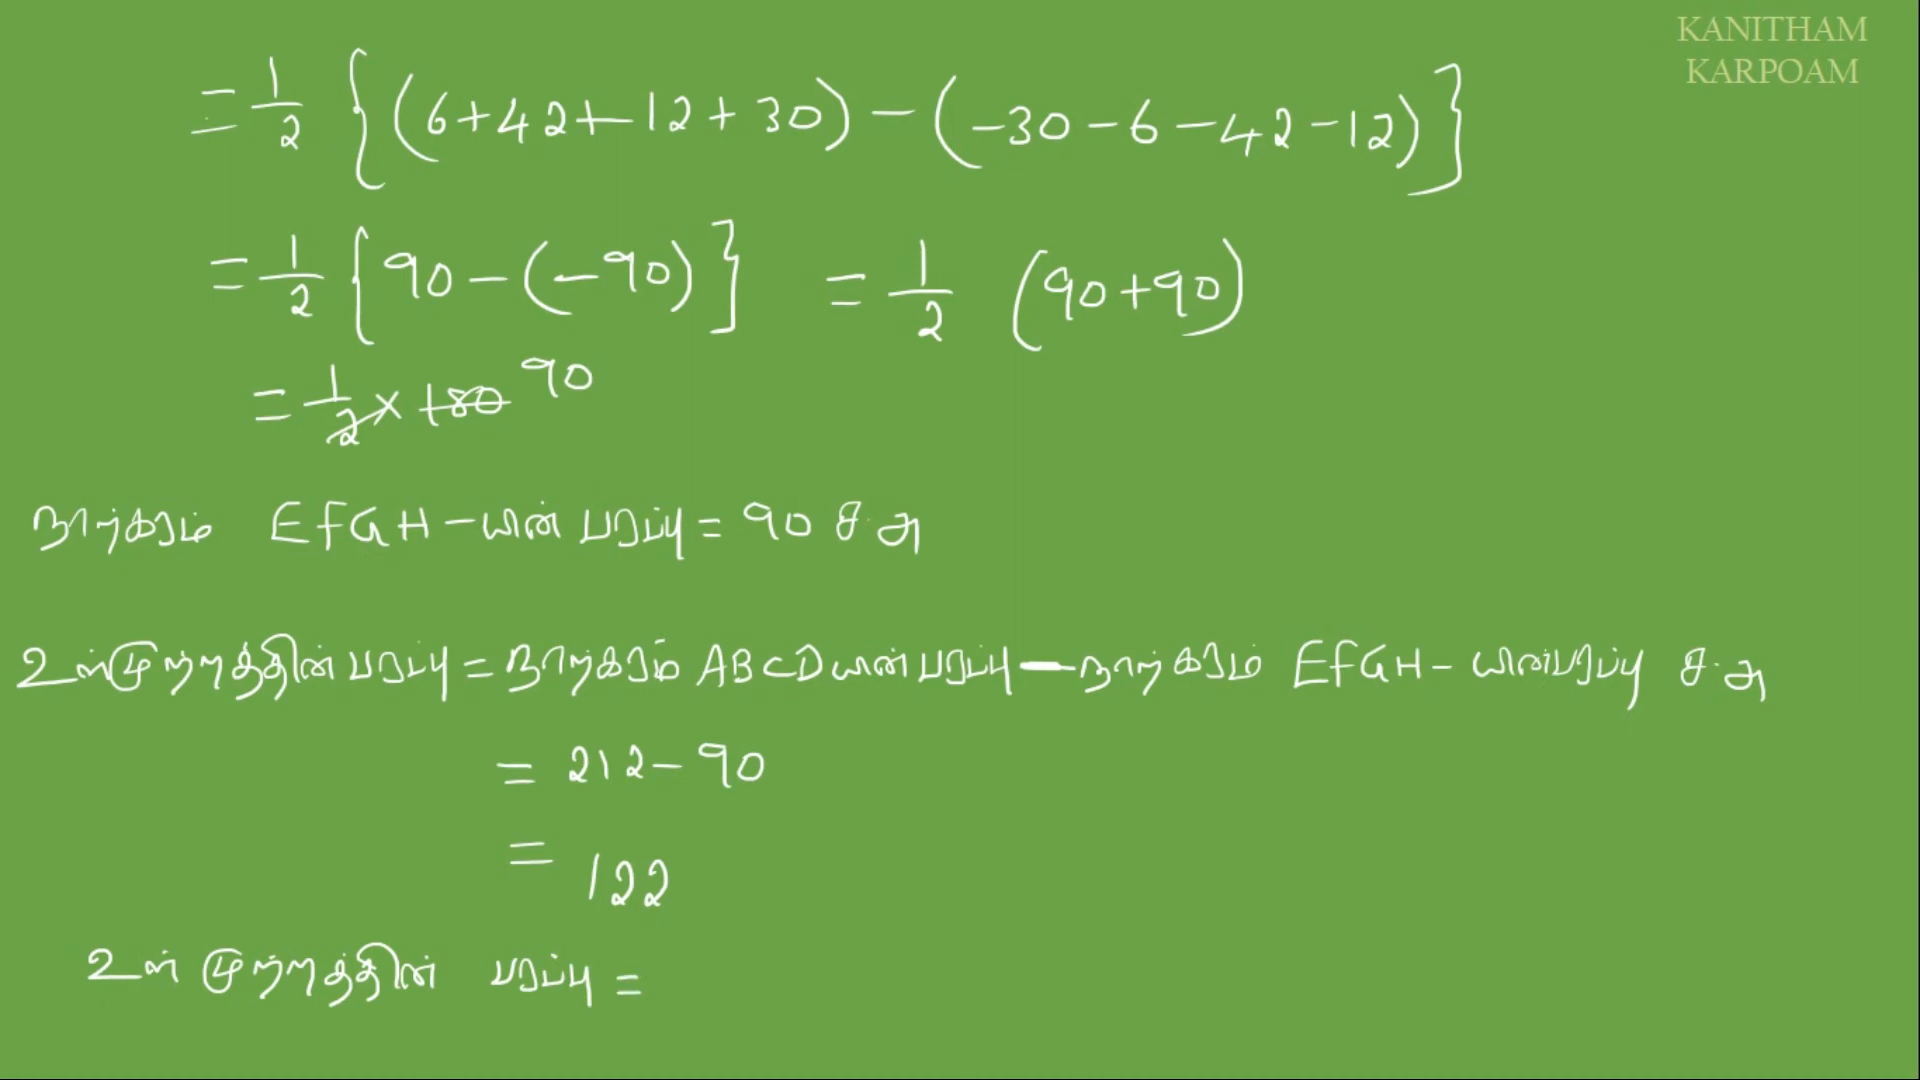 KANITHAM
KARPOAM
= 1/2 {(6+42+12+30) - (-30-6-42-12)}
= 1/2 {90-(-90)} = 1/2 (90+90)
= 1/2 × 180 90
நாற்கரம் EFGH-யின் பரப்பு = 90 ச.அ
உள்முற்றத்தின் பரப்பு = நாற்கரம் ABCD யின் பரப்பு - நாற்கரம் EFGH-யின்பரப்பு ச.அ
= 212-90
= 122
உள் முற்றத்தின் பரப்பு =